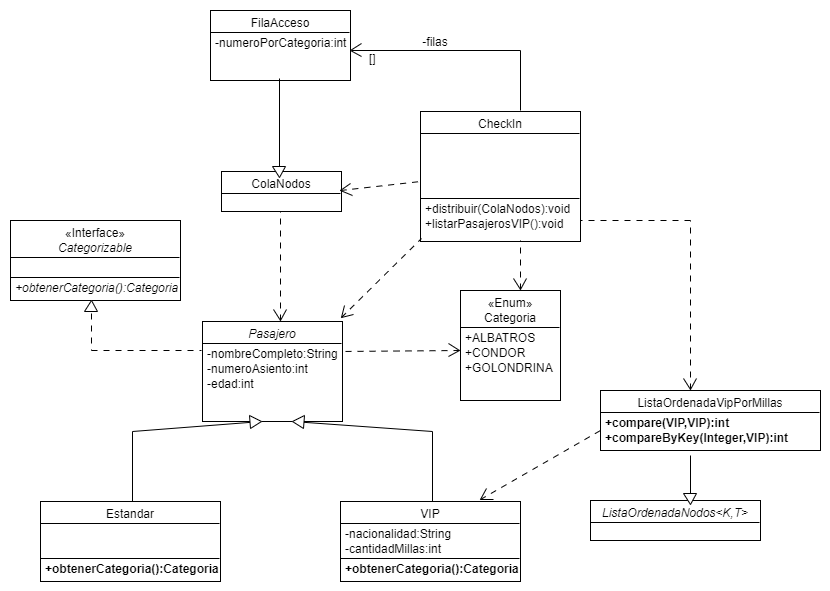 FilaAcceso
-numeroPorCategoria:int
-filas
[]
CheckIn
+distribuir(ColaNodos):void
+listarPasajerosVIP():void
ColaNodos
«Interface»
Categorizable
+obtenerCategoria():Categoria
«Enum»
Categoria
+ALBATROS
+CONDOR
+GOLONDRINA
Pasajero
-nombreCompleto:String
-numeroAsiento:int
-edad:int
ListaOrdenadaVipPorMillas
+compare(VIP,VIP):int
+compareByKey(Integer,VIP):int
Estandar
+obtenerCategoria():Categoria
VIP
-nacionalidad:String
-cantidadMillas:int
+obtenerCategoria():Categoria
ListaOrdenadaNodos<K,T>